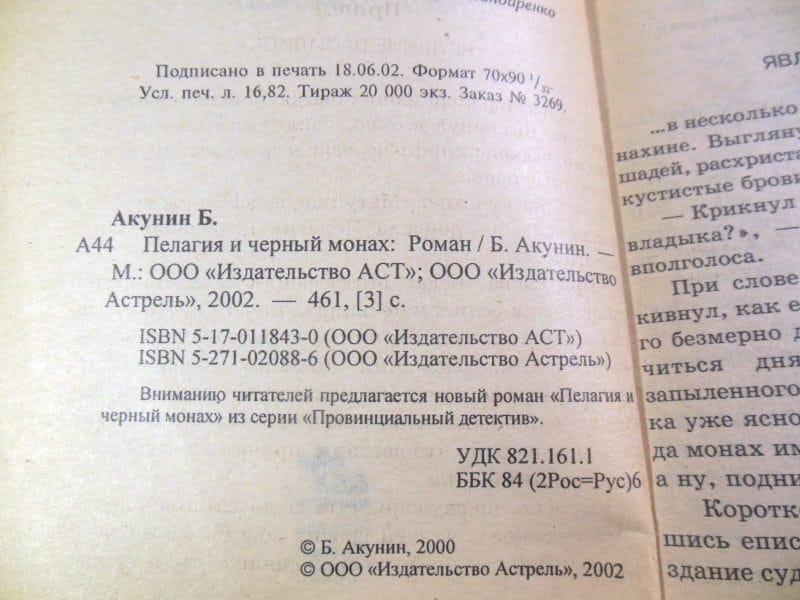 Подписано в печать 18.06.02. Формат 70х90 1/32.
Усл. печ. л. 16,82. Тираж 20 000 экз. Заказ № 3269.
Акунин Б.
А44 Пелагия и черный монах: Роман / Б. Акунин. —
М.: ООО «Издательство АСТ»; ООО «Издательство
Астрель», 2002. — 461, [3] с.
ISBN 5-17-011843-0 (ООО «Издательство АСТ»)
ISBN 5-271-02088-6 (ООО «Издательство Астрель»)
Вниманию читателей предлагается новый роман «Пелагия и
черный монах» из серии «Провинциальный детектив».
УДК 821.161.1
ББК 84 (2Рос=Рус)6
© Б. Акунин, 2000
© ООО «Издательство Астрель», 2002
ЯВЛ
...в несколько
нахине. Выгляну
шадей, расхриста
кустистые брови
— Крикнул
владыка?», —
вполголоса.
При слове
кивнул, как е
го безмерно д
читься дня
запыленного
ка уже ясно
да монах им
а ну, подни
Коротк
шись епис
здание суд